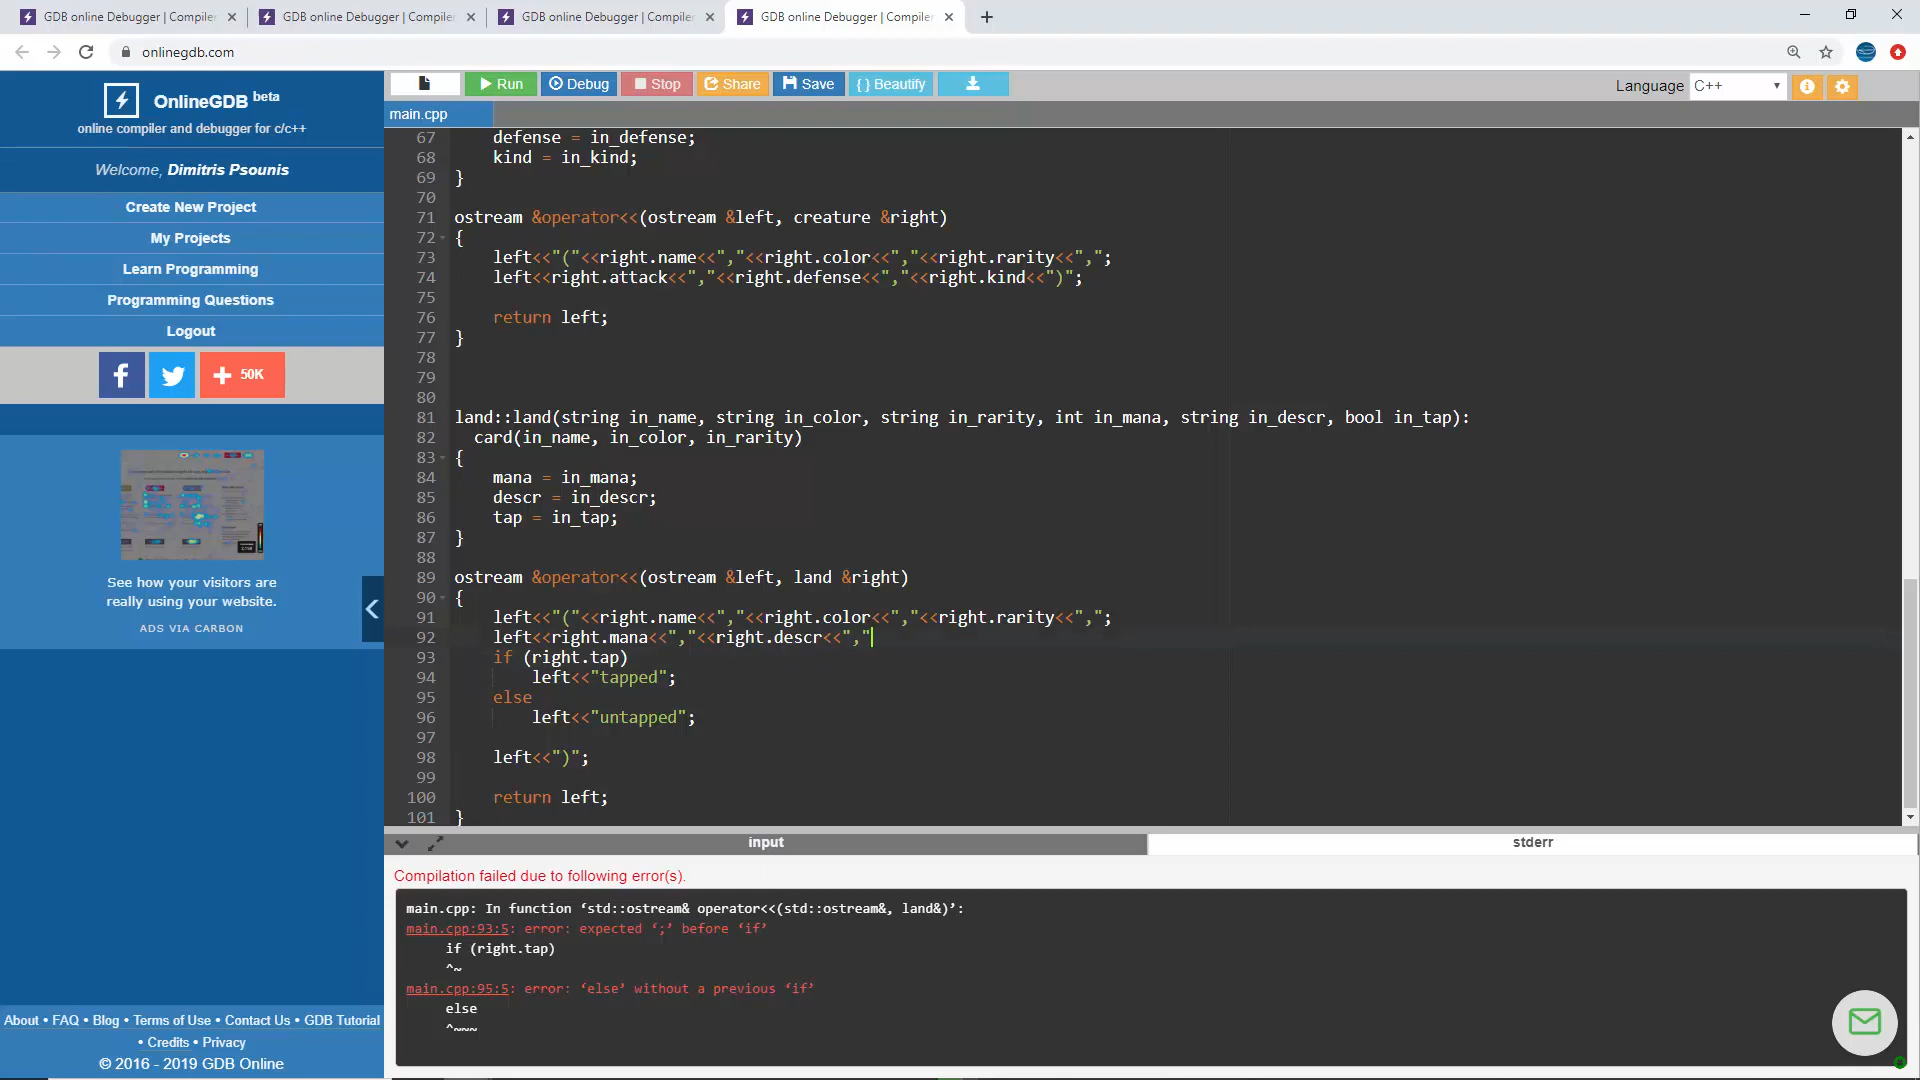 GDB online Debugger | Compiler
GDB online Debugger | Compiler
GDB online Debugger | Compiler
GDB online Debugger | Compiler
onlinegdb.com
OnlineGDB beta
online compiler and debugger for c/c++
Welcome, Dimitris Psounis
Create New Project
My Projects
Learn Programming
Programming Questions
Logout
50K
See how your visitors are
really using your website.
ADS VIA CARBON
About • FAQ • Blog • Terms of Use • Contact Us • GDB Tutorial
• Credits • Privacy
© 2016 - 2019 GDB Online
Run Debug Stop Share Save { } Beautify
Language C++
main.cpp
67 defense = in_defense;
68 kind = in_kind;
69 }
70
71 ostream &operator<<(ostream &left, creature &right)
72 {
73 left<<"("<<right.name<<","<<right.color<<","<<right.rarity<<",";
74 left<<right.attack<<","<<right.defense<<","<<right.kind<<")";
75
76 return left;
77 }
78
79
80
81 land::land(string in_name, string in_color, string in_rarity, int in_mana, string in_descr, bool in_tap):
82 card(in_name, in_color, in_rarity)
83 {
84 mana = in_mana;
85 descr = in_descr;
86 tap = in_tap;
87 }
88
89 ostream &operator<<(ostream &left, land &right)
90 {
91 left<<"("<<right.name<<","<<right.color<<","<<right.rarity<<",";
92 left<<right.mana<<","<<right.descr<<","
93 if (right.tap)
94 left<<"tapped";
95 else
96 left<<"untapped";
97
98 left<<")";
99
100 return left;
101 }
input
stderr
Compilation failed due to following error(s).
main.cpp: In function ‘std::ostream& operator<<(std::ostream&, land&)’:
main.cpp:93:5: error: expected ‘;’ before ‘if’
if (right.tap)
^~
main.cpp:95:5: error: ‘else’ without a previous ‘if’
else
^~~~